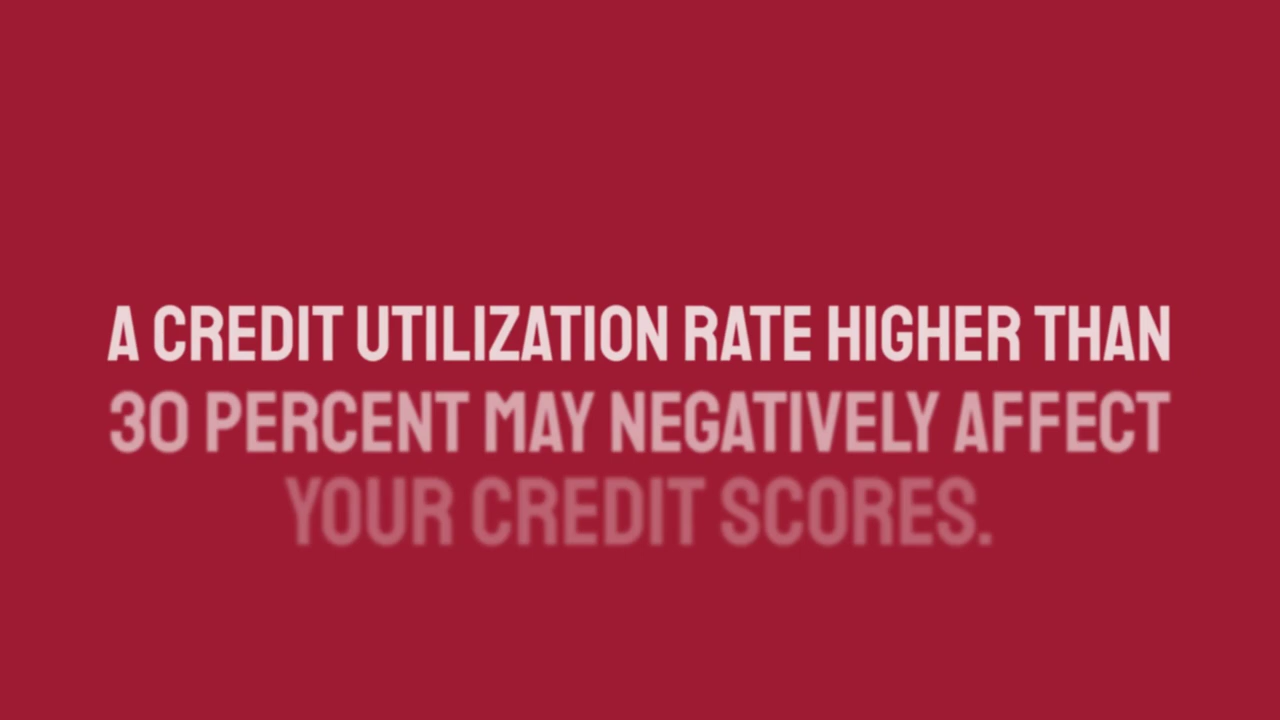 A CREDIT UTILIZATION RATE HIGHER THAN
30 PERCENT MAY NEGATIVELY AFFECT
YOUR CREDIT SCORES.